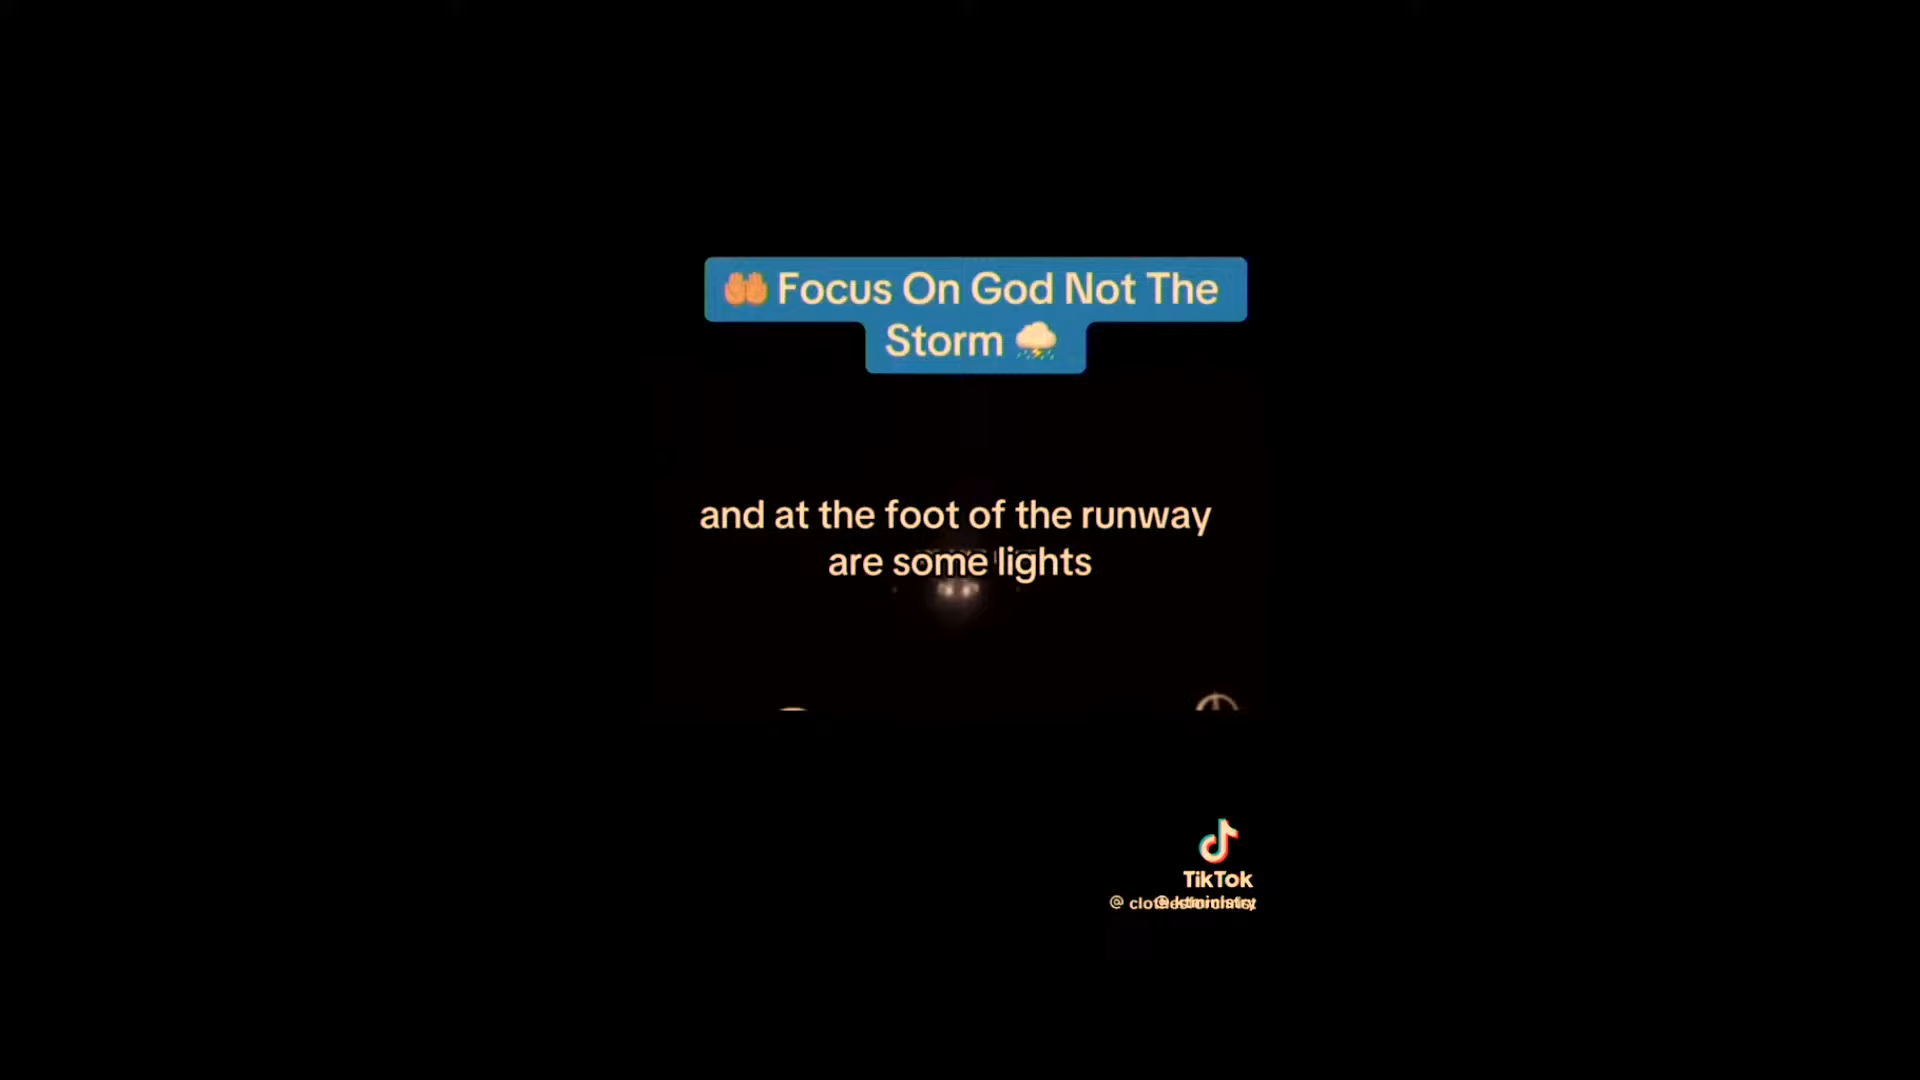 🤲🏽 Focus On God Not The
Storm ⛈️
and at the foot of the runway
are some lights
TikTok